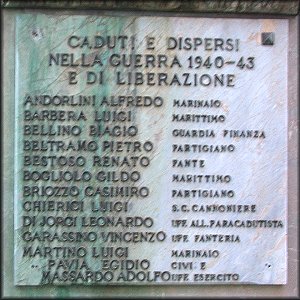 CADUTI E DISPERSI
NELLA GUERRA 1940-43
E DI LIBERAZIONE
ANDORLINI ALFREDO MARINAIO
BARBERA LUIGI MARITTIMO
BELLINO BIAGIO GUARDIA FINANZA
BELTRAMO PIETRO PARTIGIANO
BESTOSO RENATO FANTE
BOGLIOLO GILDO MARITTIMO
BRIOZZO CASIMIRO PARTIGIANO
CHIERICI LUIGI S.C. CANNONIERE
DI JORGI LEONARDO UFF. ALL. PARACADUTISTA
GARASSINO VINCENZO UFF. FANTERIA
MARTINO LUIGI MARINAIO
PAVIA EGIDIO CIVILE
MASSARDO ADOLFO UFF. ESERCITO